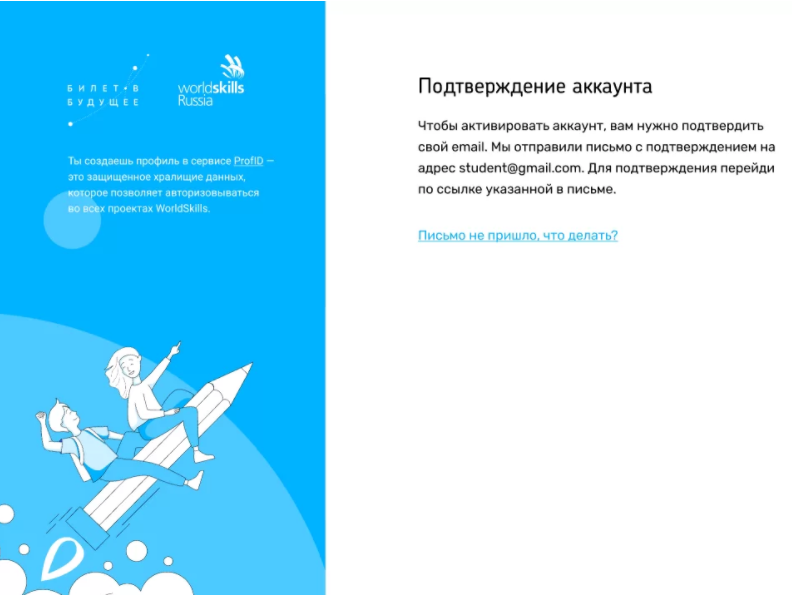 БИЛЕТ•В
БУДУЩЕЕ
worldskills
Russia
Ты создаешь профиль в сервисе ProfID —
это защищенное хралищие данных,
которое позволяет авторизовываться
во всех проектах WorldSkills.
Подтверждение аккаунта
Чтобы активировать аккаунт, вам нужно подтвердить
свой email. Мы отправили письмо с подтверждением на
адрес student@gmail.com. Для подтверждения перейди
по ссылке указанной в письме.
Письмо не пришло, что делать?